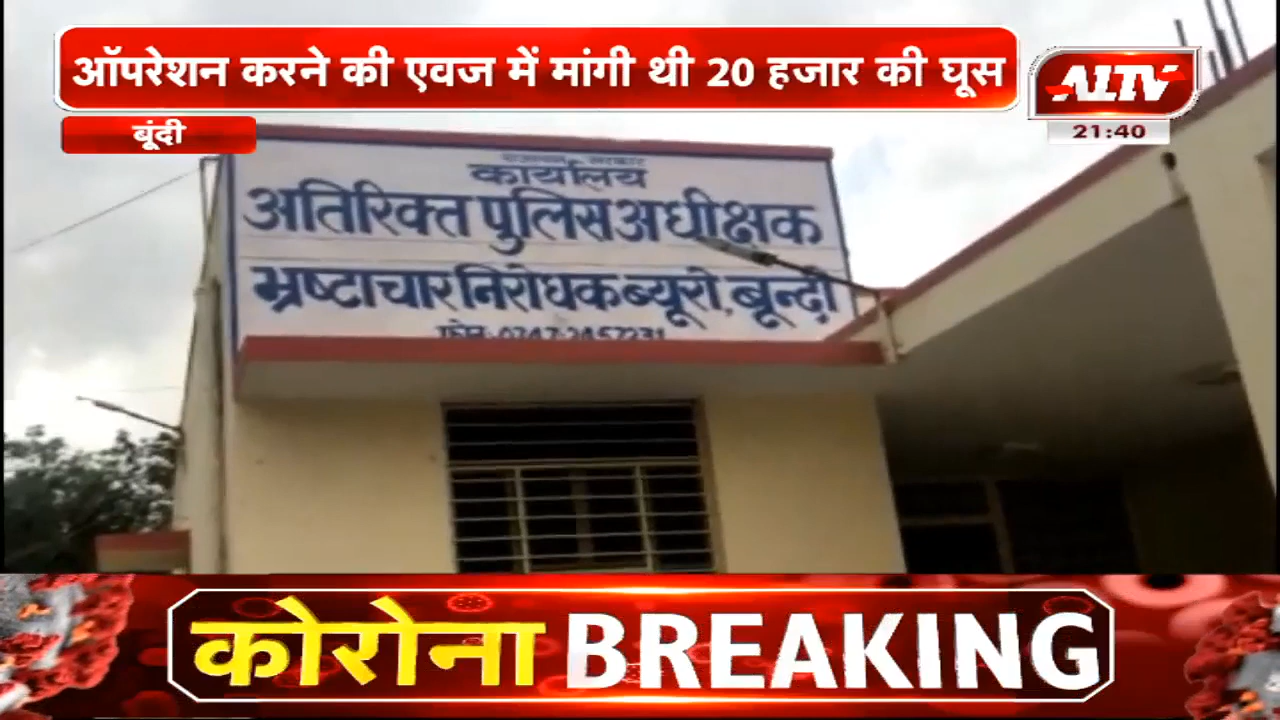 ऑपरेशन करने की एवज में मांगी थी 20 हजार की घूस
ALTV
21:40
बूंदी
कार्यालय
अतिरिक्त पुलिस अधीक्षक
भ्रष्टाचार निरोधक ब्यूरो, बून्दी
कोरोना BREAKING